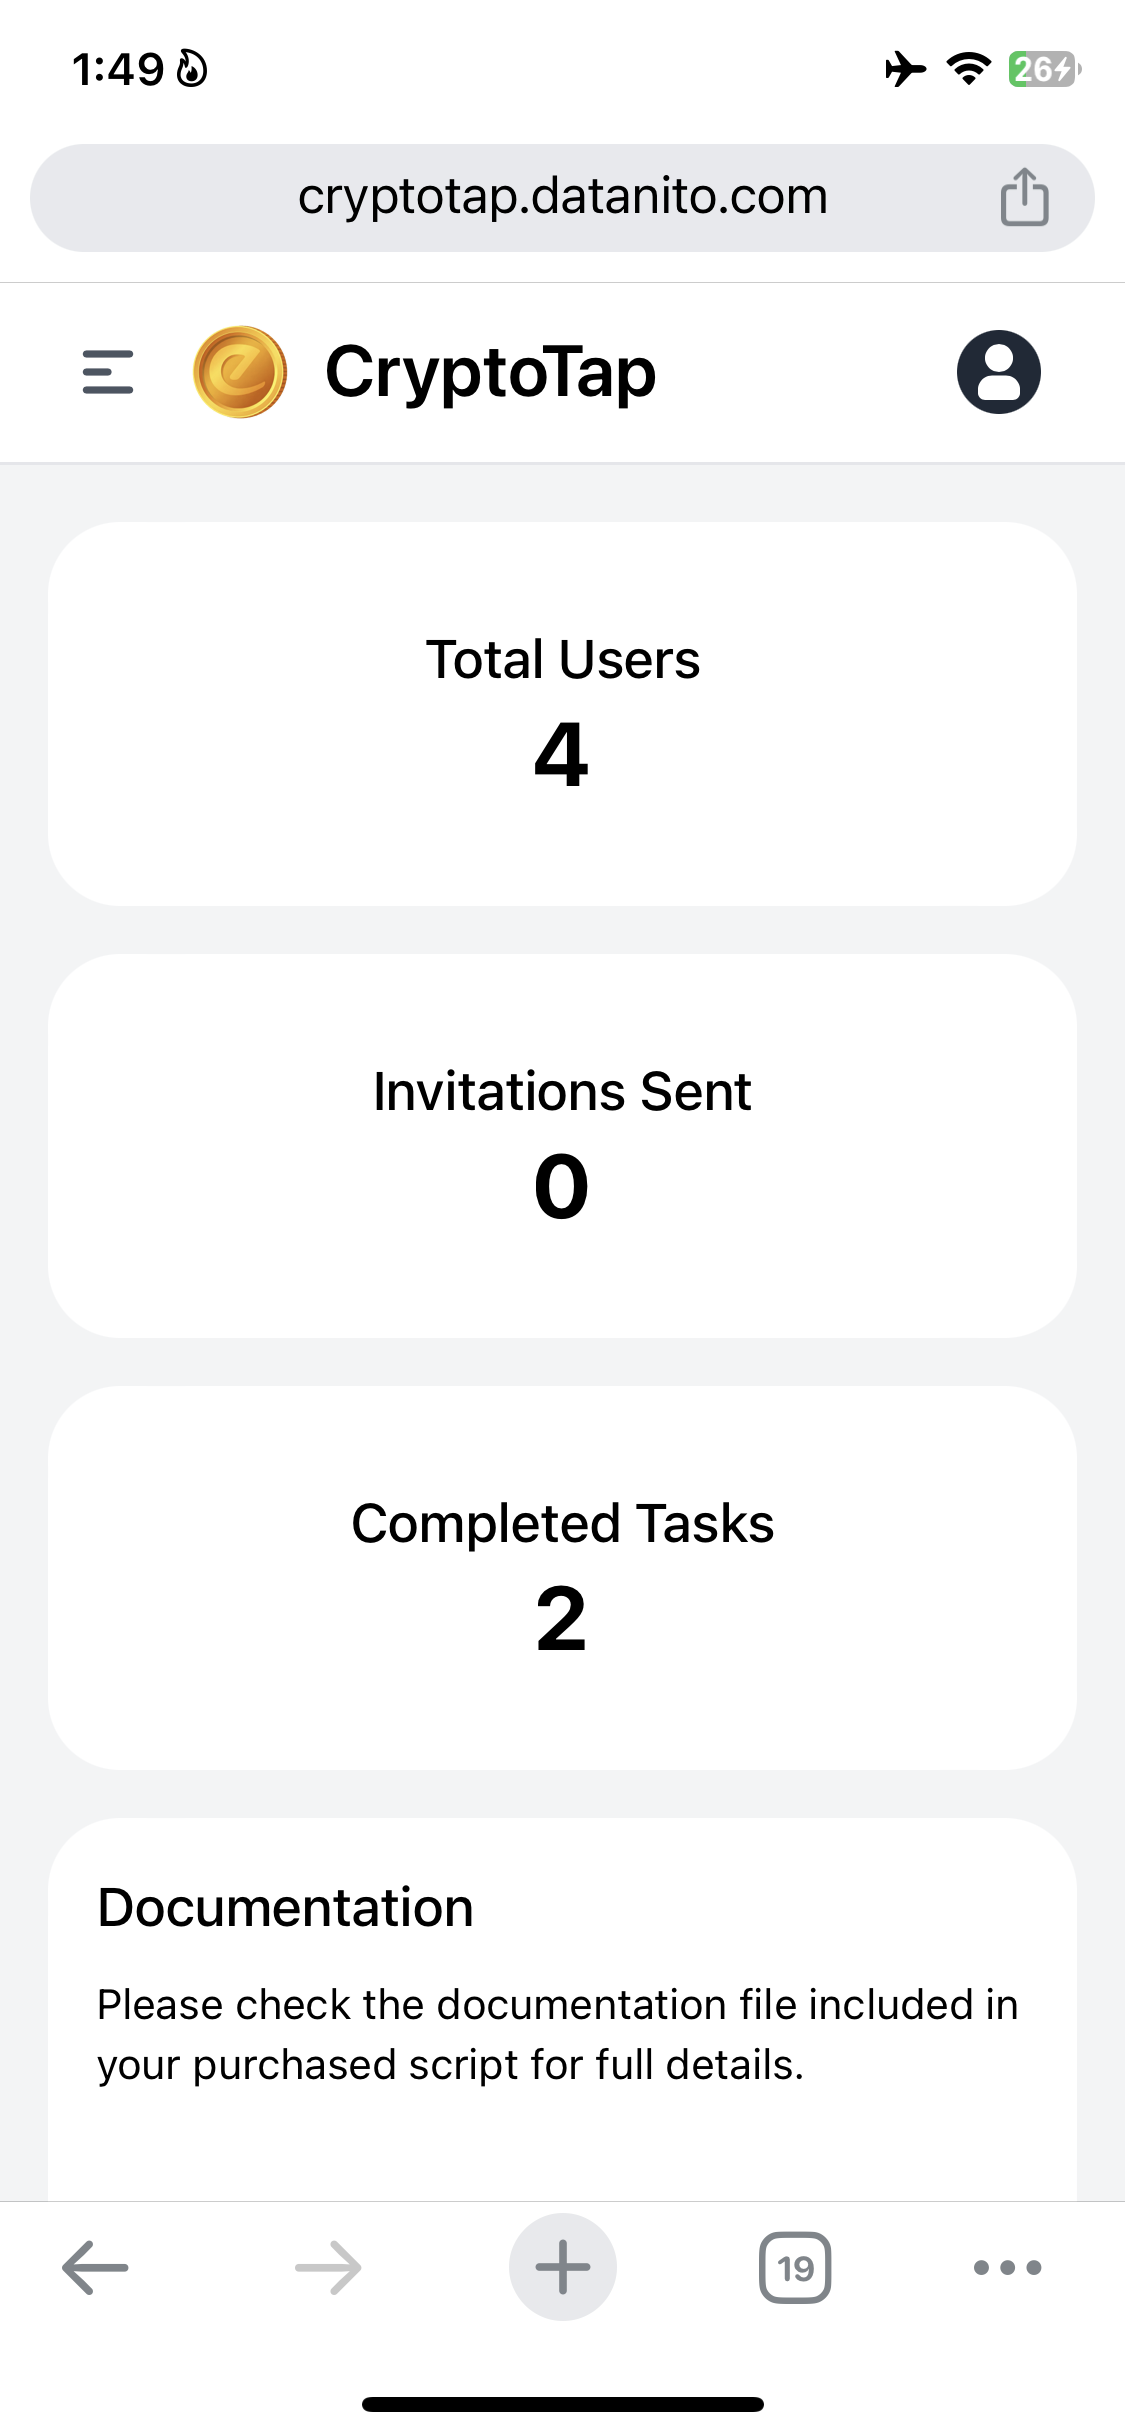 1:49
26
cryptotap.datanito.com
CryptoTap
Total Users
4
Invitations Sent
0
Completed Tasks
2
Documentation
Please check the documentation file included in
your purchased script for full details.
19